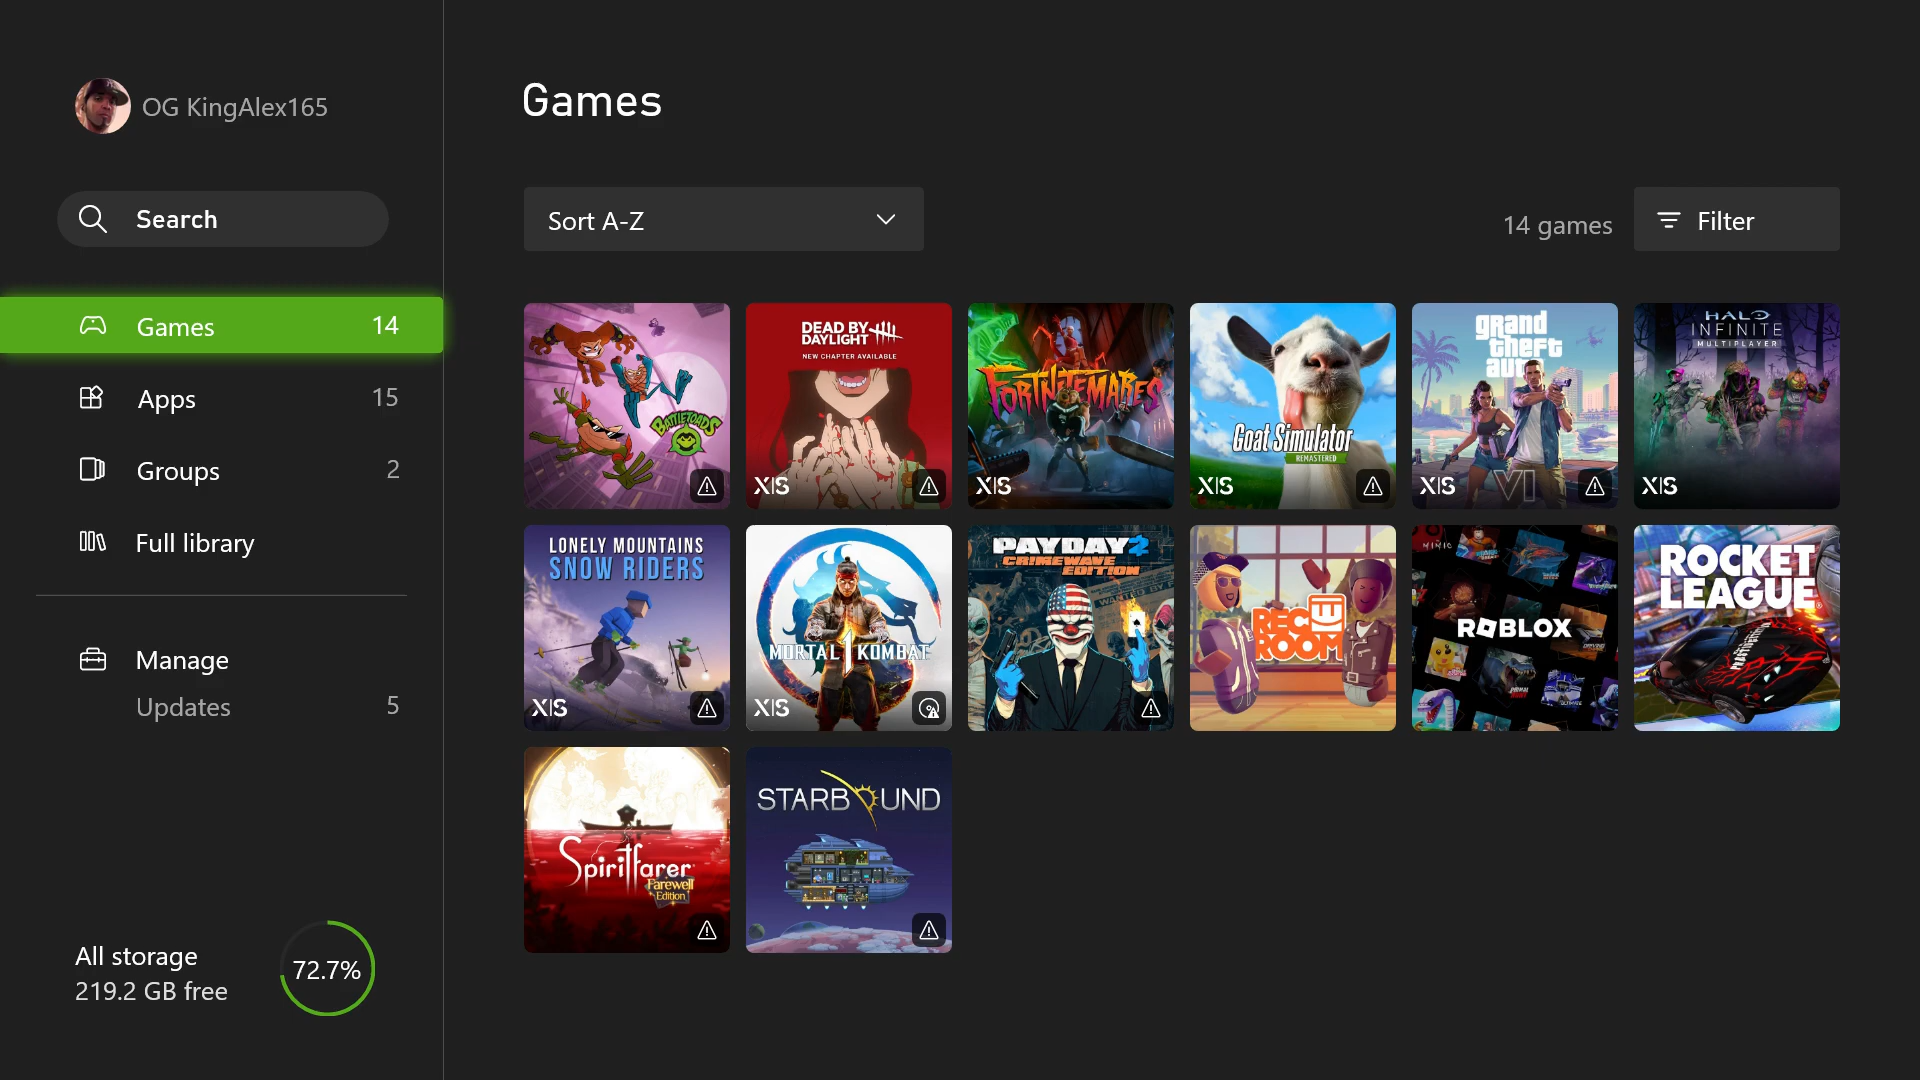 OG KingAlex165
Search
Games 14
Apps 15
Groups 2
Full library
Manage
Updates 5
All storage
219.2 GB free
72.7%
Games
Sort A-Z
14 games
Filter
BATTLETOADS
DEAD BY
DAYLIGHT
NEW CHAPTER AVAILABLE
X|S
FORTNITEMARES
X|S
Goat Simulator
REMASTERED
X|S
grand
theft
auto
VI
X|S
HALO
INFINITE
MULTIPLAYER
X|S
LONELY MOUNTAINS
SNOW RIDERS
X|S
MORTAL 1 KOMBAT
X|S
PAYDAY 2
CRIMEWAVE
EDITION
WANTED
REC
ROOM
MIMIC
ROBLOX
ROCKET
LEAGUE
Spiritfarer
Farewell
Edition
STARBOUND